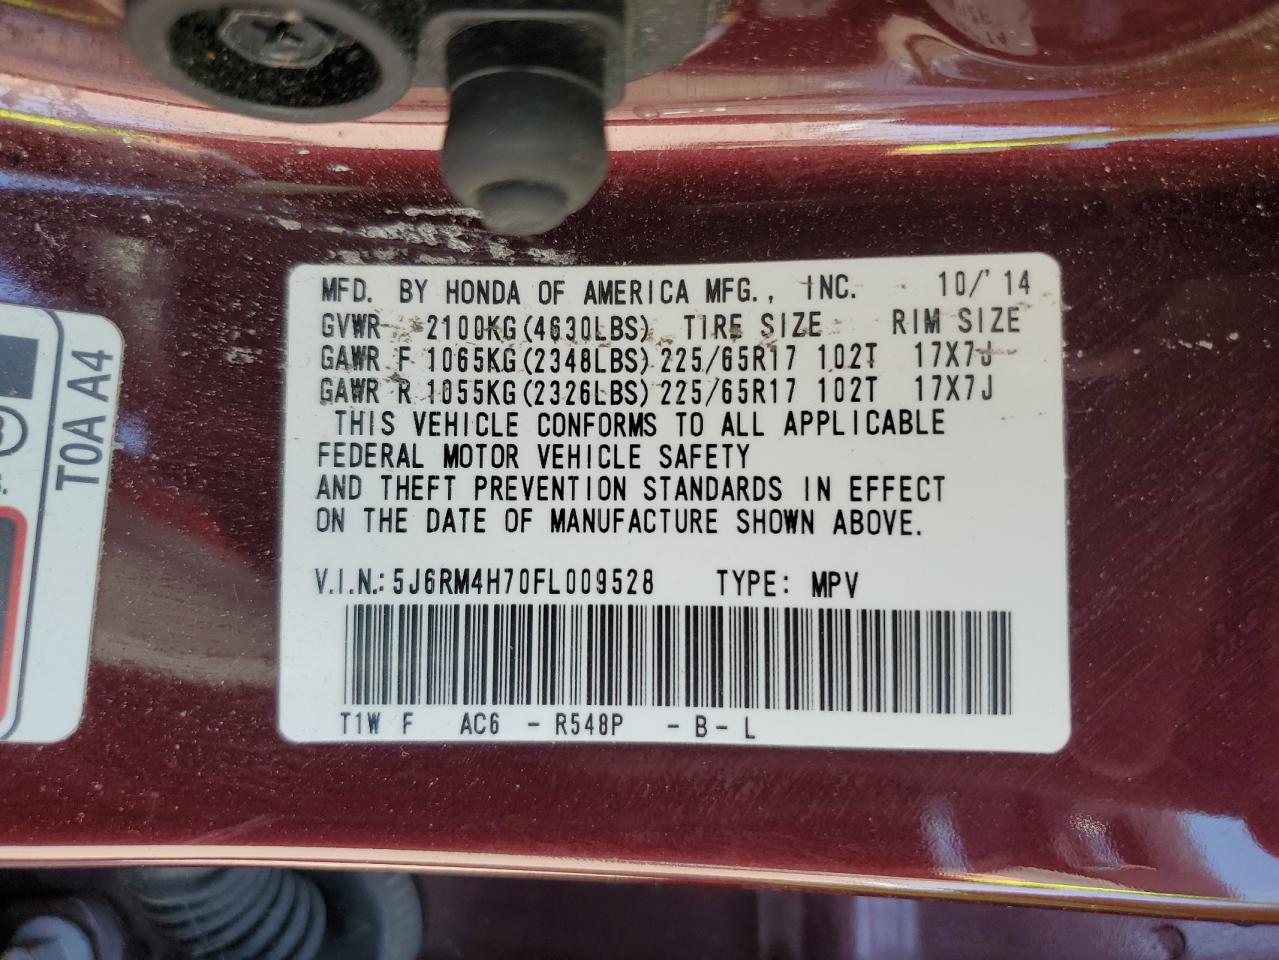 MFD. BY HONDA OF AMERICA MFG., INC. 10/'14
GVWR 2100KG(4630LBS) TIRE SIZE RIM SIZE
GAWR F 1065KG(2348LBS) 225/65R17 102T 17X7J
GAWR R 1055KG(2326LBS) 225/65R17 102T 17X7J
THIS VEHICLE CONFORMS TO ALL APPLICABLE
FEDERAL MOTOR VEHICLE SAFETY
AND THEFT PREVENTION STANDARDS IN EFFECT
ON THE DATE OF MANUFACTURE SHOWN ABOVE.
V.I.N.: 5J6RM4H70FL009528 TYPE: MPV
T1W F AC6 - R548P - B - L
T0A A4